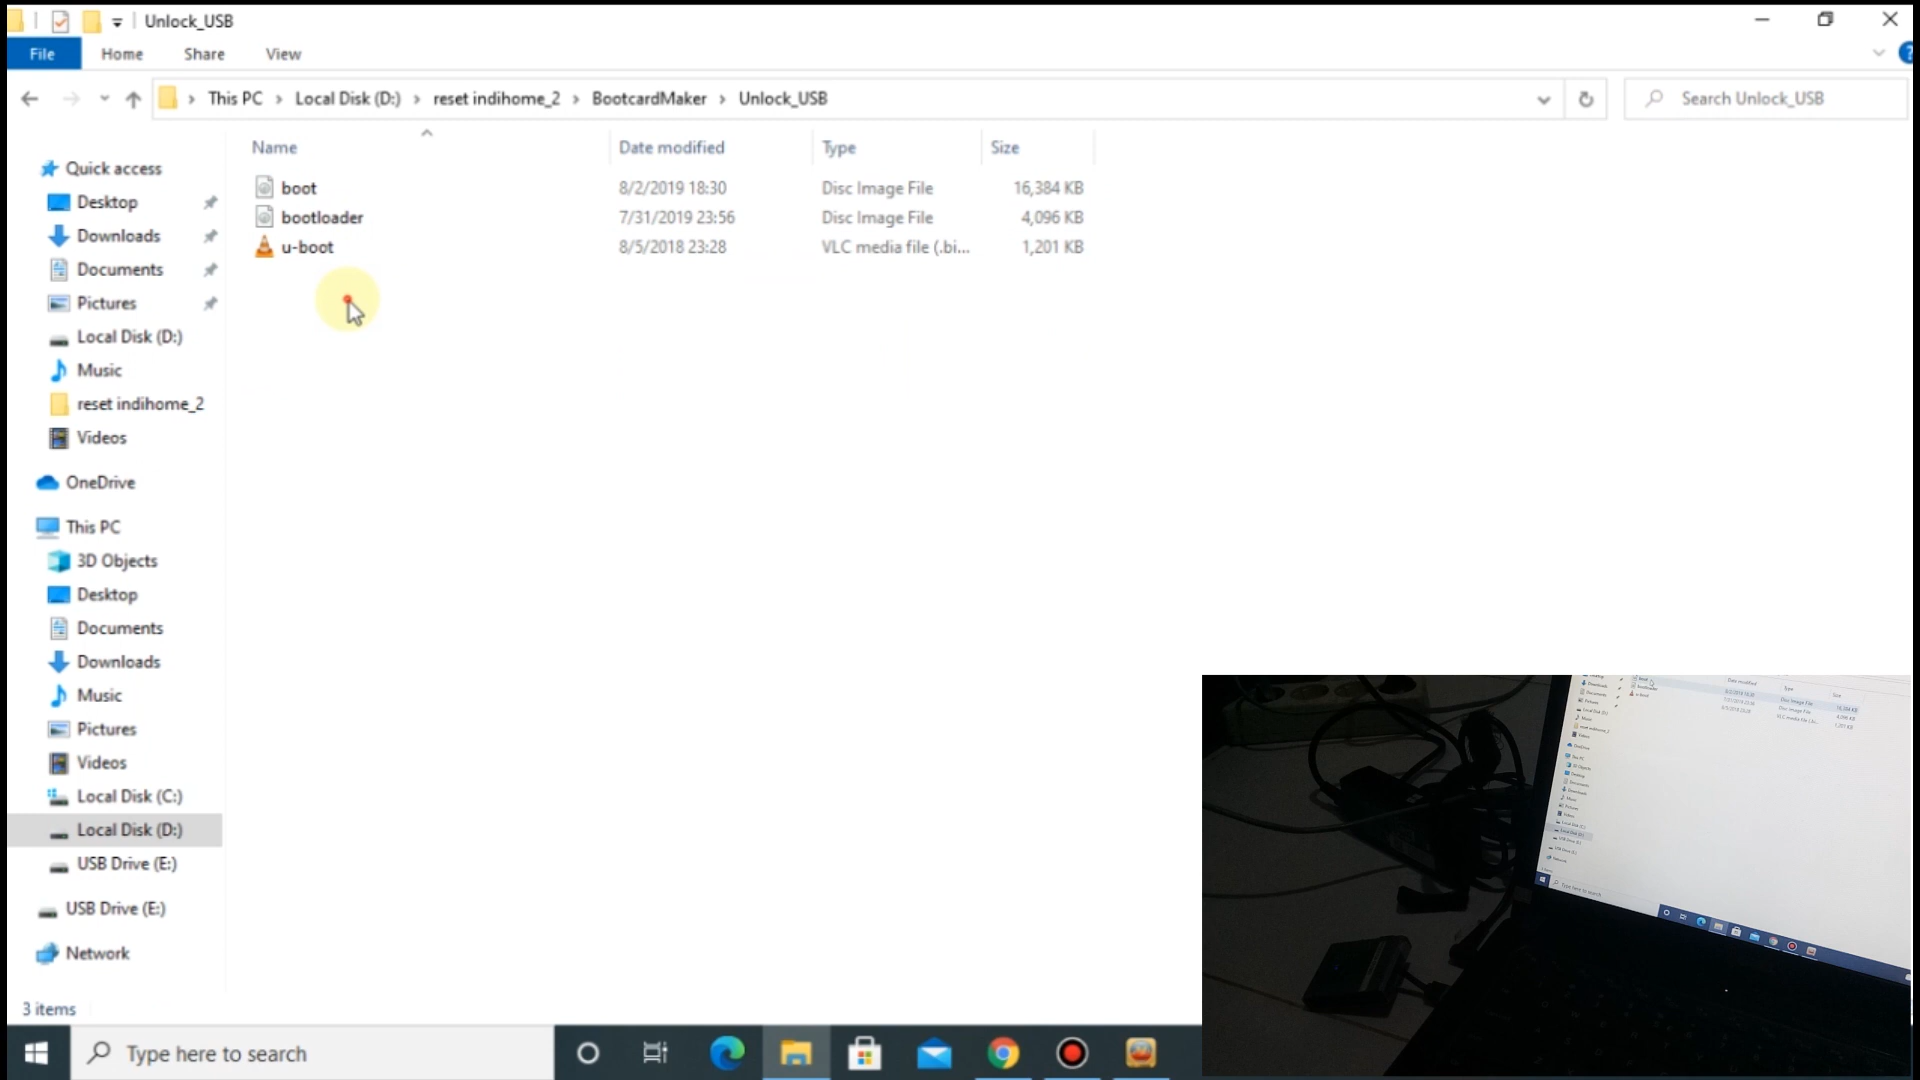 Unlock_USB
File Home Share View
This PC Local Disk (D:) reset indihome_2 BootcardMaker Unlock_USB
Search Unlock_USB
Name Date modified Type Size
boot 8/2/2019 18:30 Disc Image File 16,384 KB
bootloader 7/31/2019 23:56 Disc Image File 4,096 KB
u-boot 8/5/2018 23:28 VLC media file (.bi... 1,201 KB
Quick access
Desktop
Downloads
Documents
Pictures
Local Disk (D:)
Music
reset indihome_2
Videos
OneDrive
This PC
3D Objects
Desktop
Documents
Downloads
Music
Pictures
Videos
Local Disk (C:)
Local Disk (D:)
USB Drive (E:)
USB Drive (E:)
Network
3 items
Type here to search